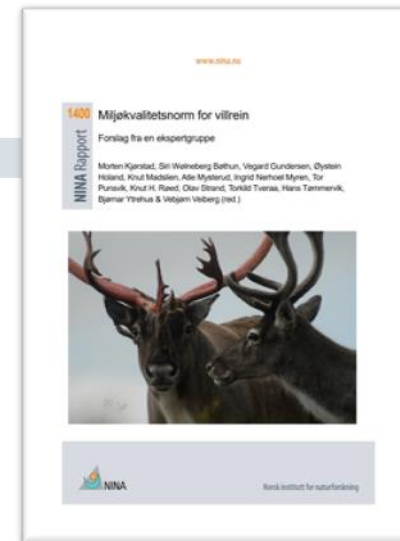 www.nina.no
1400
Miljøkvalitetsnorm for villrein
NINA Rapport
Forslag fra en ekspertgruppe
Morten Kjørstad, Siri Wølneberg Bøthun, Vegard Gundersen, Øystein
Holand, Knut Madslien, Atle Mysterud, Ingrid Nerhoel Myren, Tor
Punsvik, Knut H. Røed, Olav Strand, Torkild Tveraa, Hans Tømmervik,
Bjørnar Ytrehus & Vebjørn Veiberg (red.)
NINA
Norsk institutt for naturforskning